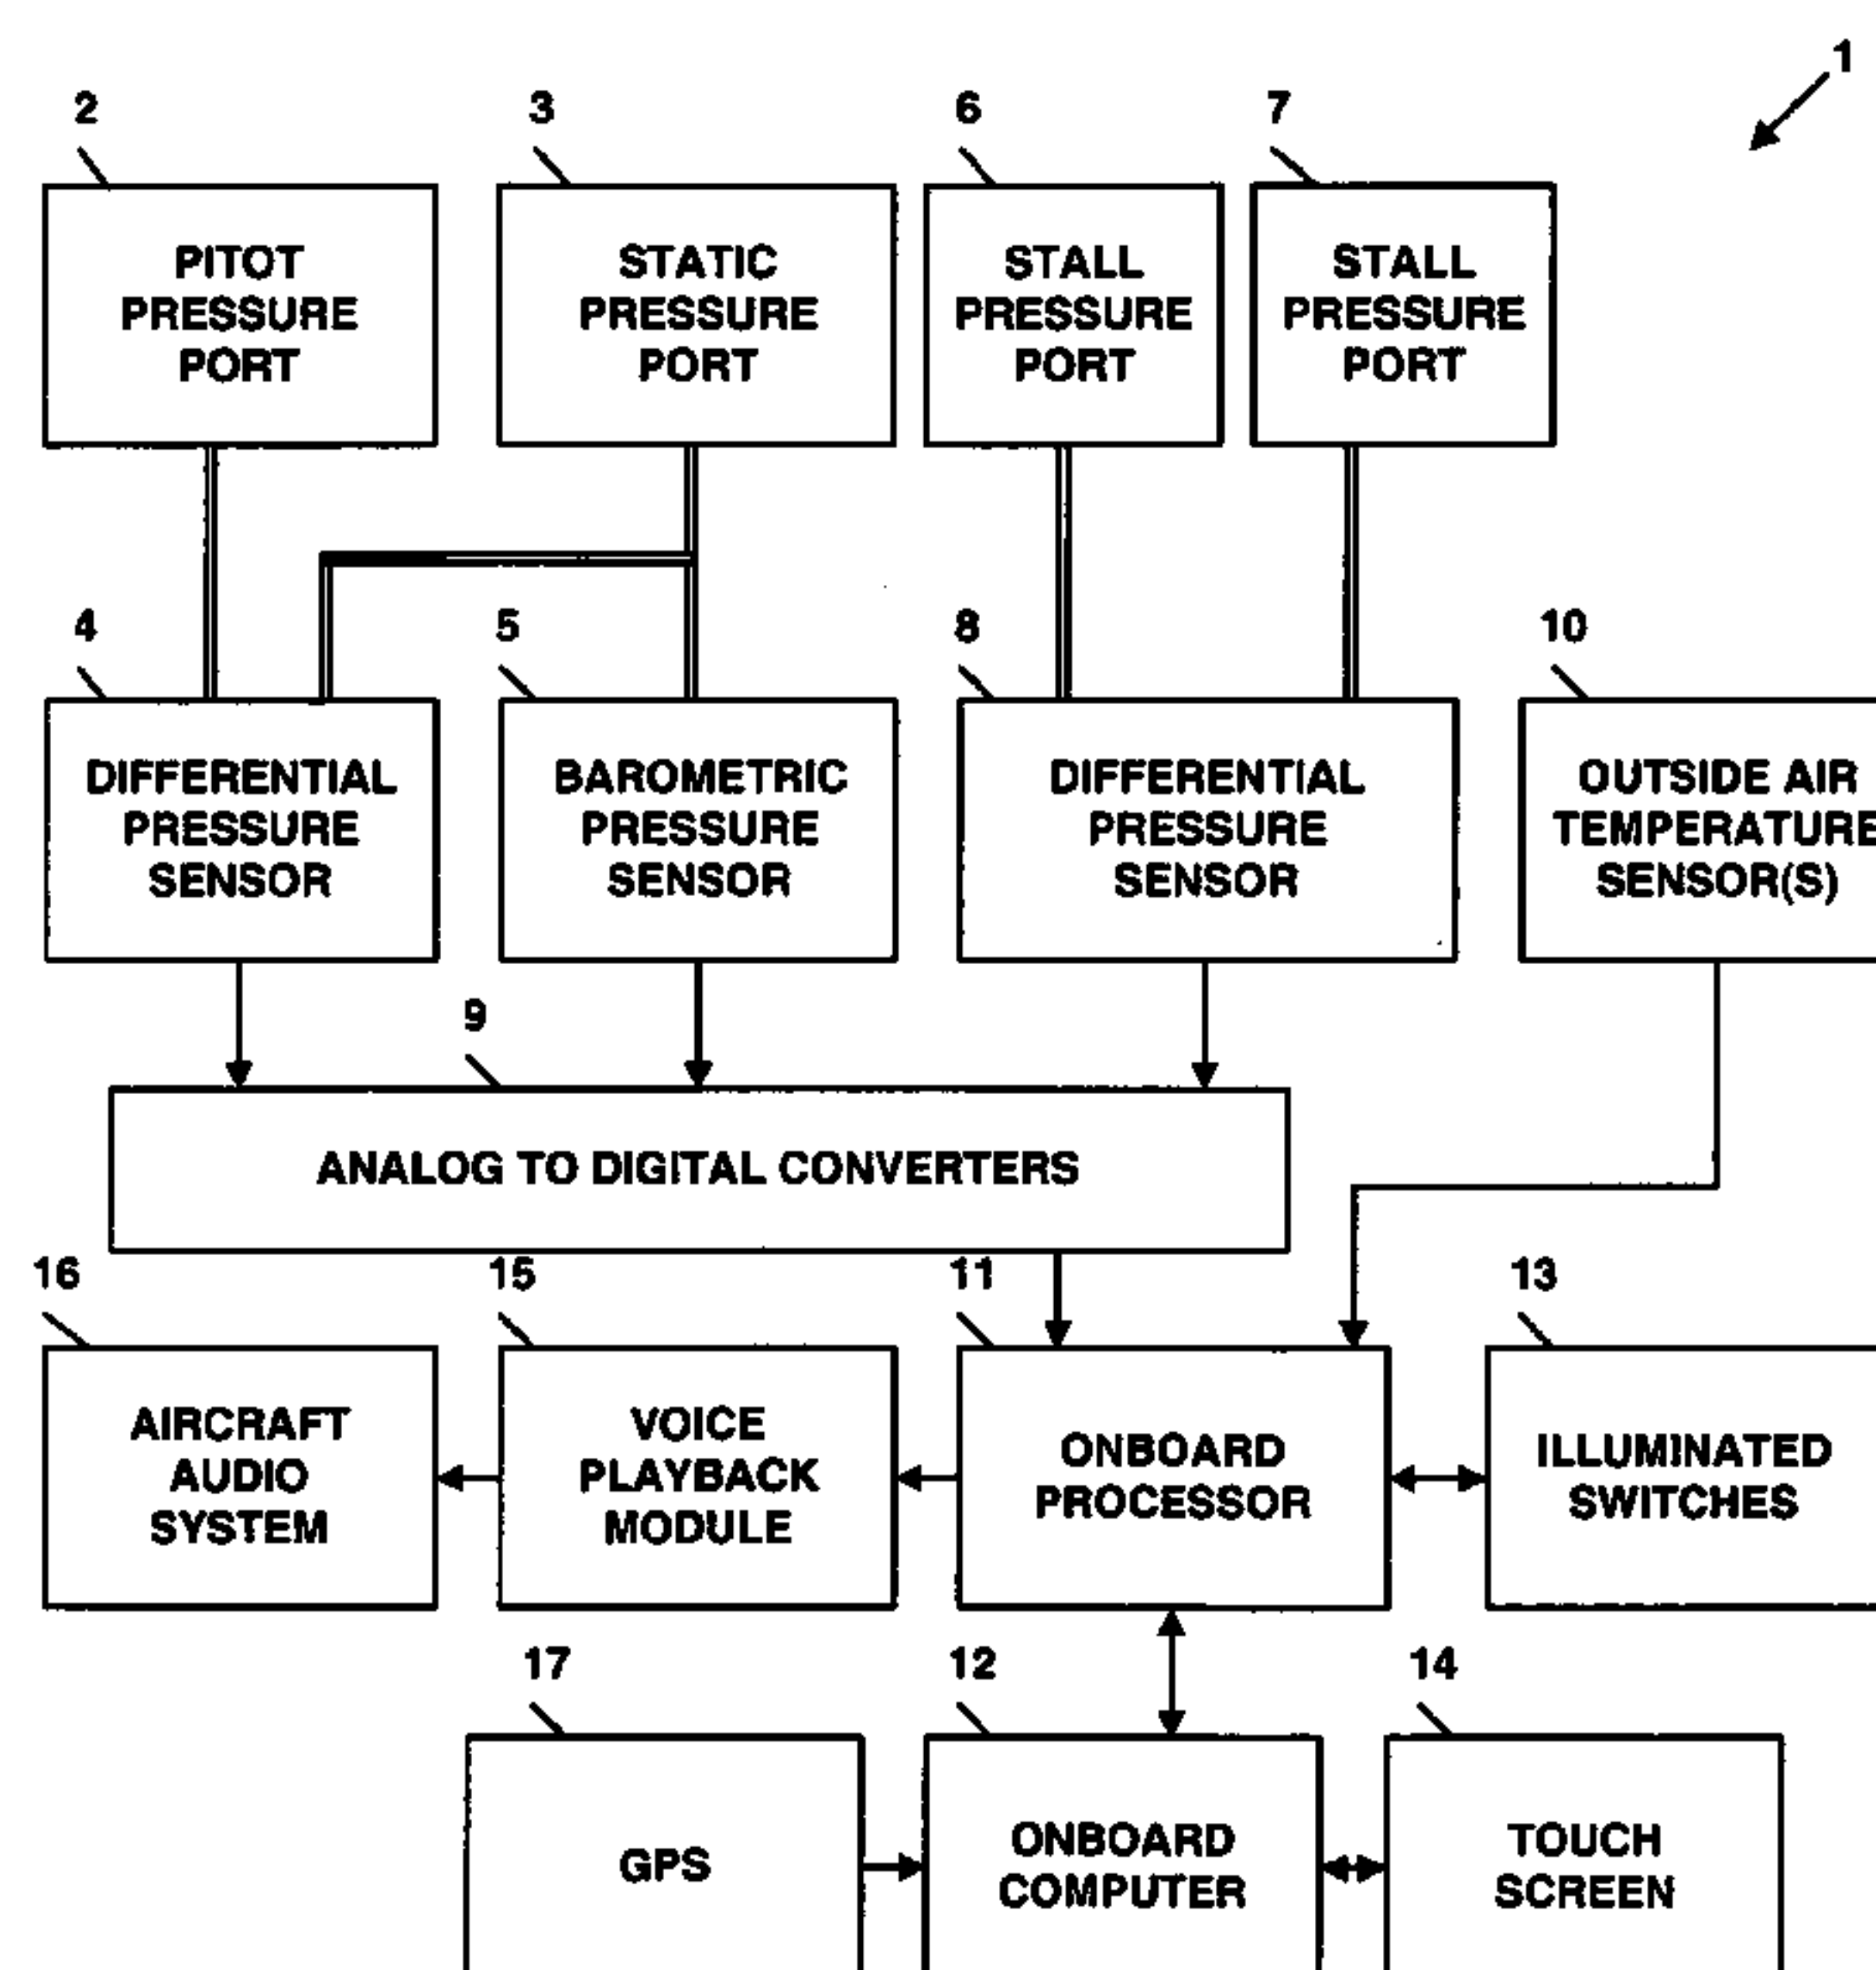 1
2
3
6
7
PITOT
PRESSURE
PORT
STATIC
PRESSURE
PORT
STALL
PRESSURE
PORT
STALL
PRESSURE
PORT
4
5
8
10
DIFFERENTIAL
PRESSURE
SENSOR
BAROMETRIC
PRESSURE
SENSOR
DIFFERENTIAL
PRESSURE
SENSOR
OUTSIDE AIR
TEMPERATURE
SENSOR(S)
9
ANALOG TO DIGITAL CONVERTERS
16
15
11
13
AIRCRAFT
AUDIO
SYSTEM
VOICE
PLAYBACK
MODULE
ONBOARD
PROCESSOR
ILLUMINATED
SWITCHES
17
12
14
GPS
ONBOARD
COMPUTER
TOUCH
SCREEN